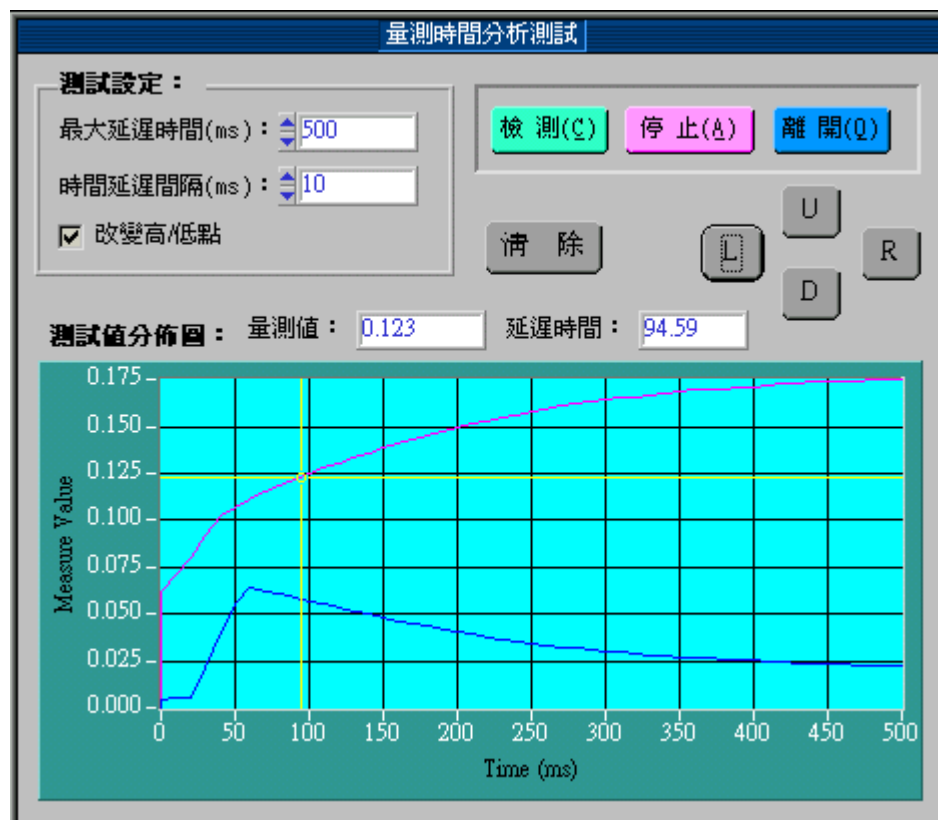 量測時間分析測試
測試設定：
最大延遲時間(ms)： 500
時間延遲間隔(ms)： 10
改變高/低點
檢 測(C) 停 止(A) 離 開(Q)
清 除
U
L
R
D
測試值分佈圖： 量測值： 0.123 延遲時間： 94.59
0.175
0.150
0.125
0.100
0.075
0.050
0.025
0.000
Measure Value
0 50 100 150 200 250 300 350 400 450 500
Time (ms)